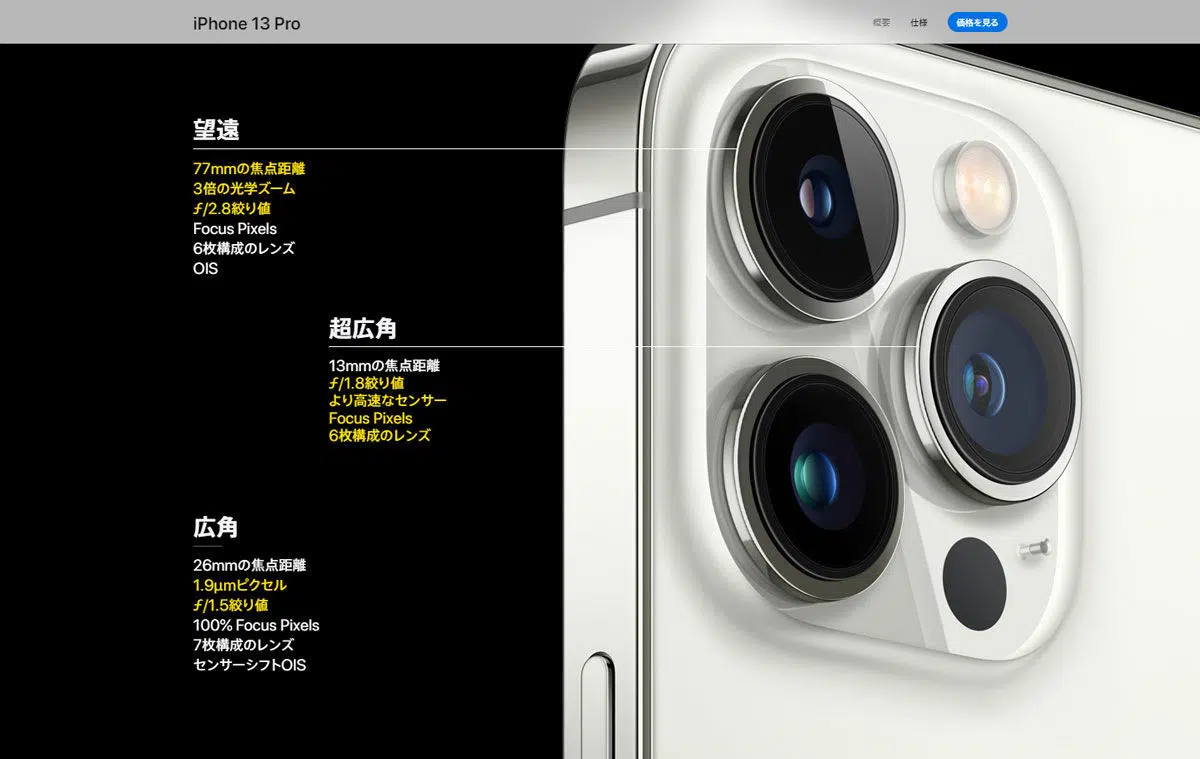 iPhone 13 Pro
概要
仕様
価格を見る
望遠
77mmの焦点距離
3倍の光学ズーム
ƒ/2.8絞り値
Focus Pixels
6枚構成のレンズ
OIS
超広角
13mmの焦点距離
ƒ/1.8絞り値
より高速なセンサー
Focus Pixels
6枚構成のレンズ
広角
26mmの焦点距離
1.9µmピクセル
ƒ/1.5絞り値
100% Focus Pixels
7枚構成のレンズ
センサーシフトOIS